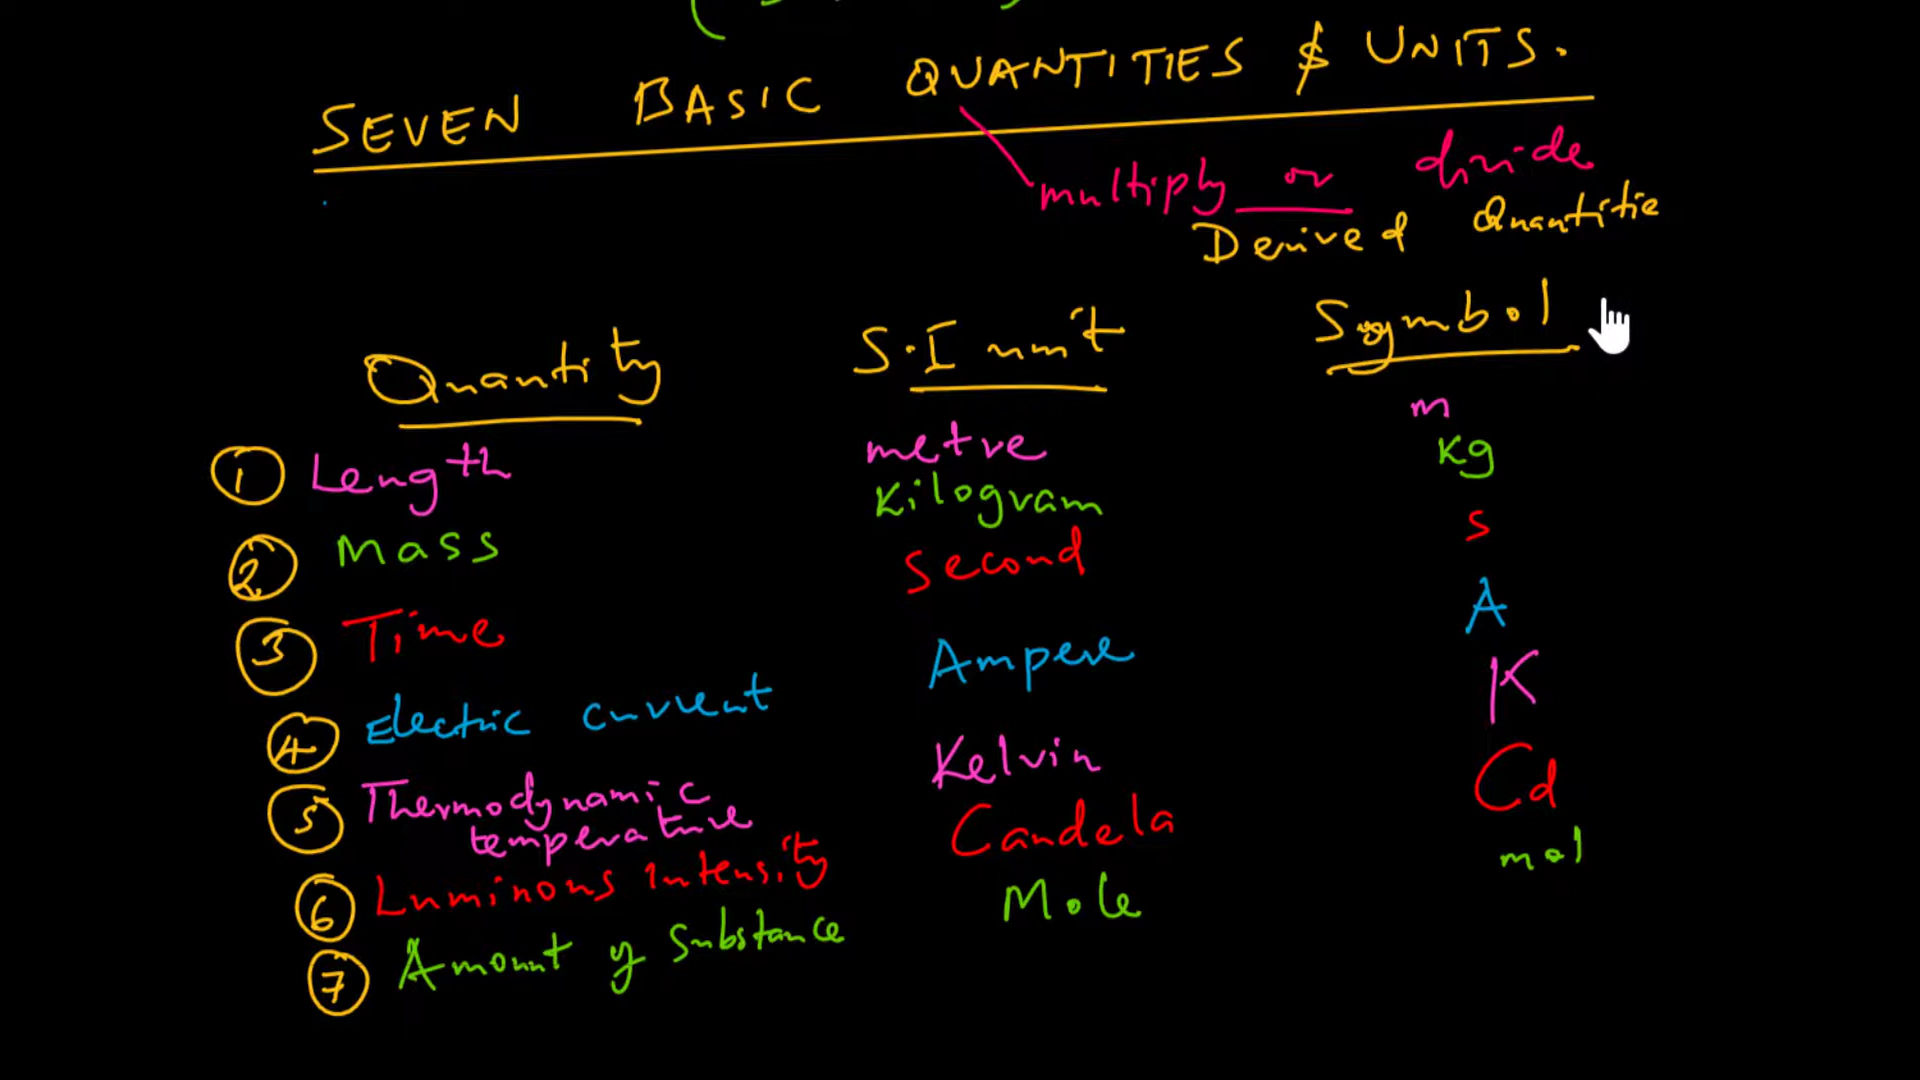 SEVEN BASIC QUANTITIES & UNITS.
multiply or divide
Derived Quantitie
Quantity S.I unit Symbol
1 Length metre m
2 Mass Kilogram kg
3 Time Second s
4 Electric current Ampere A
5 Thermodynamic temperature Kelvin K
6 Luminous intensity Candela Cd
7 Amount of Substance Mole mol